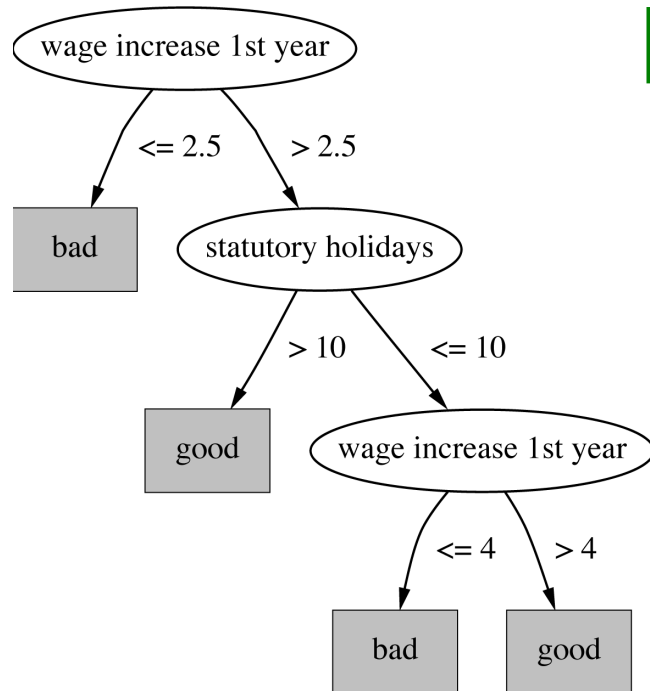 wage increase 1st year
<= 2.5
> 2.5
bad
statutory holidays
> 10
<= 10
good
wage increase 1st year
<= 4
> 4
bad
good